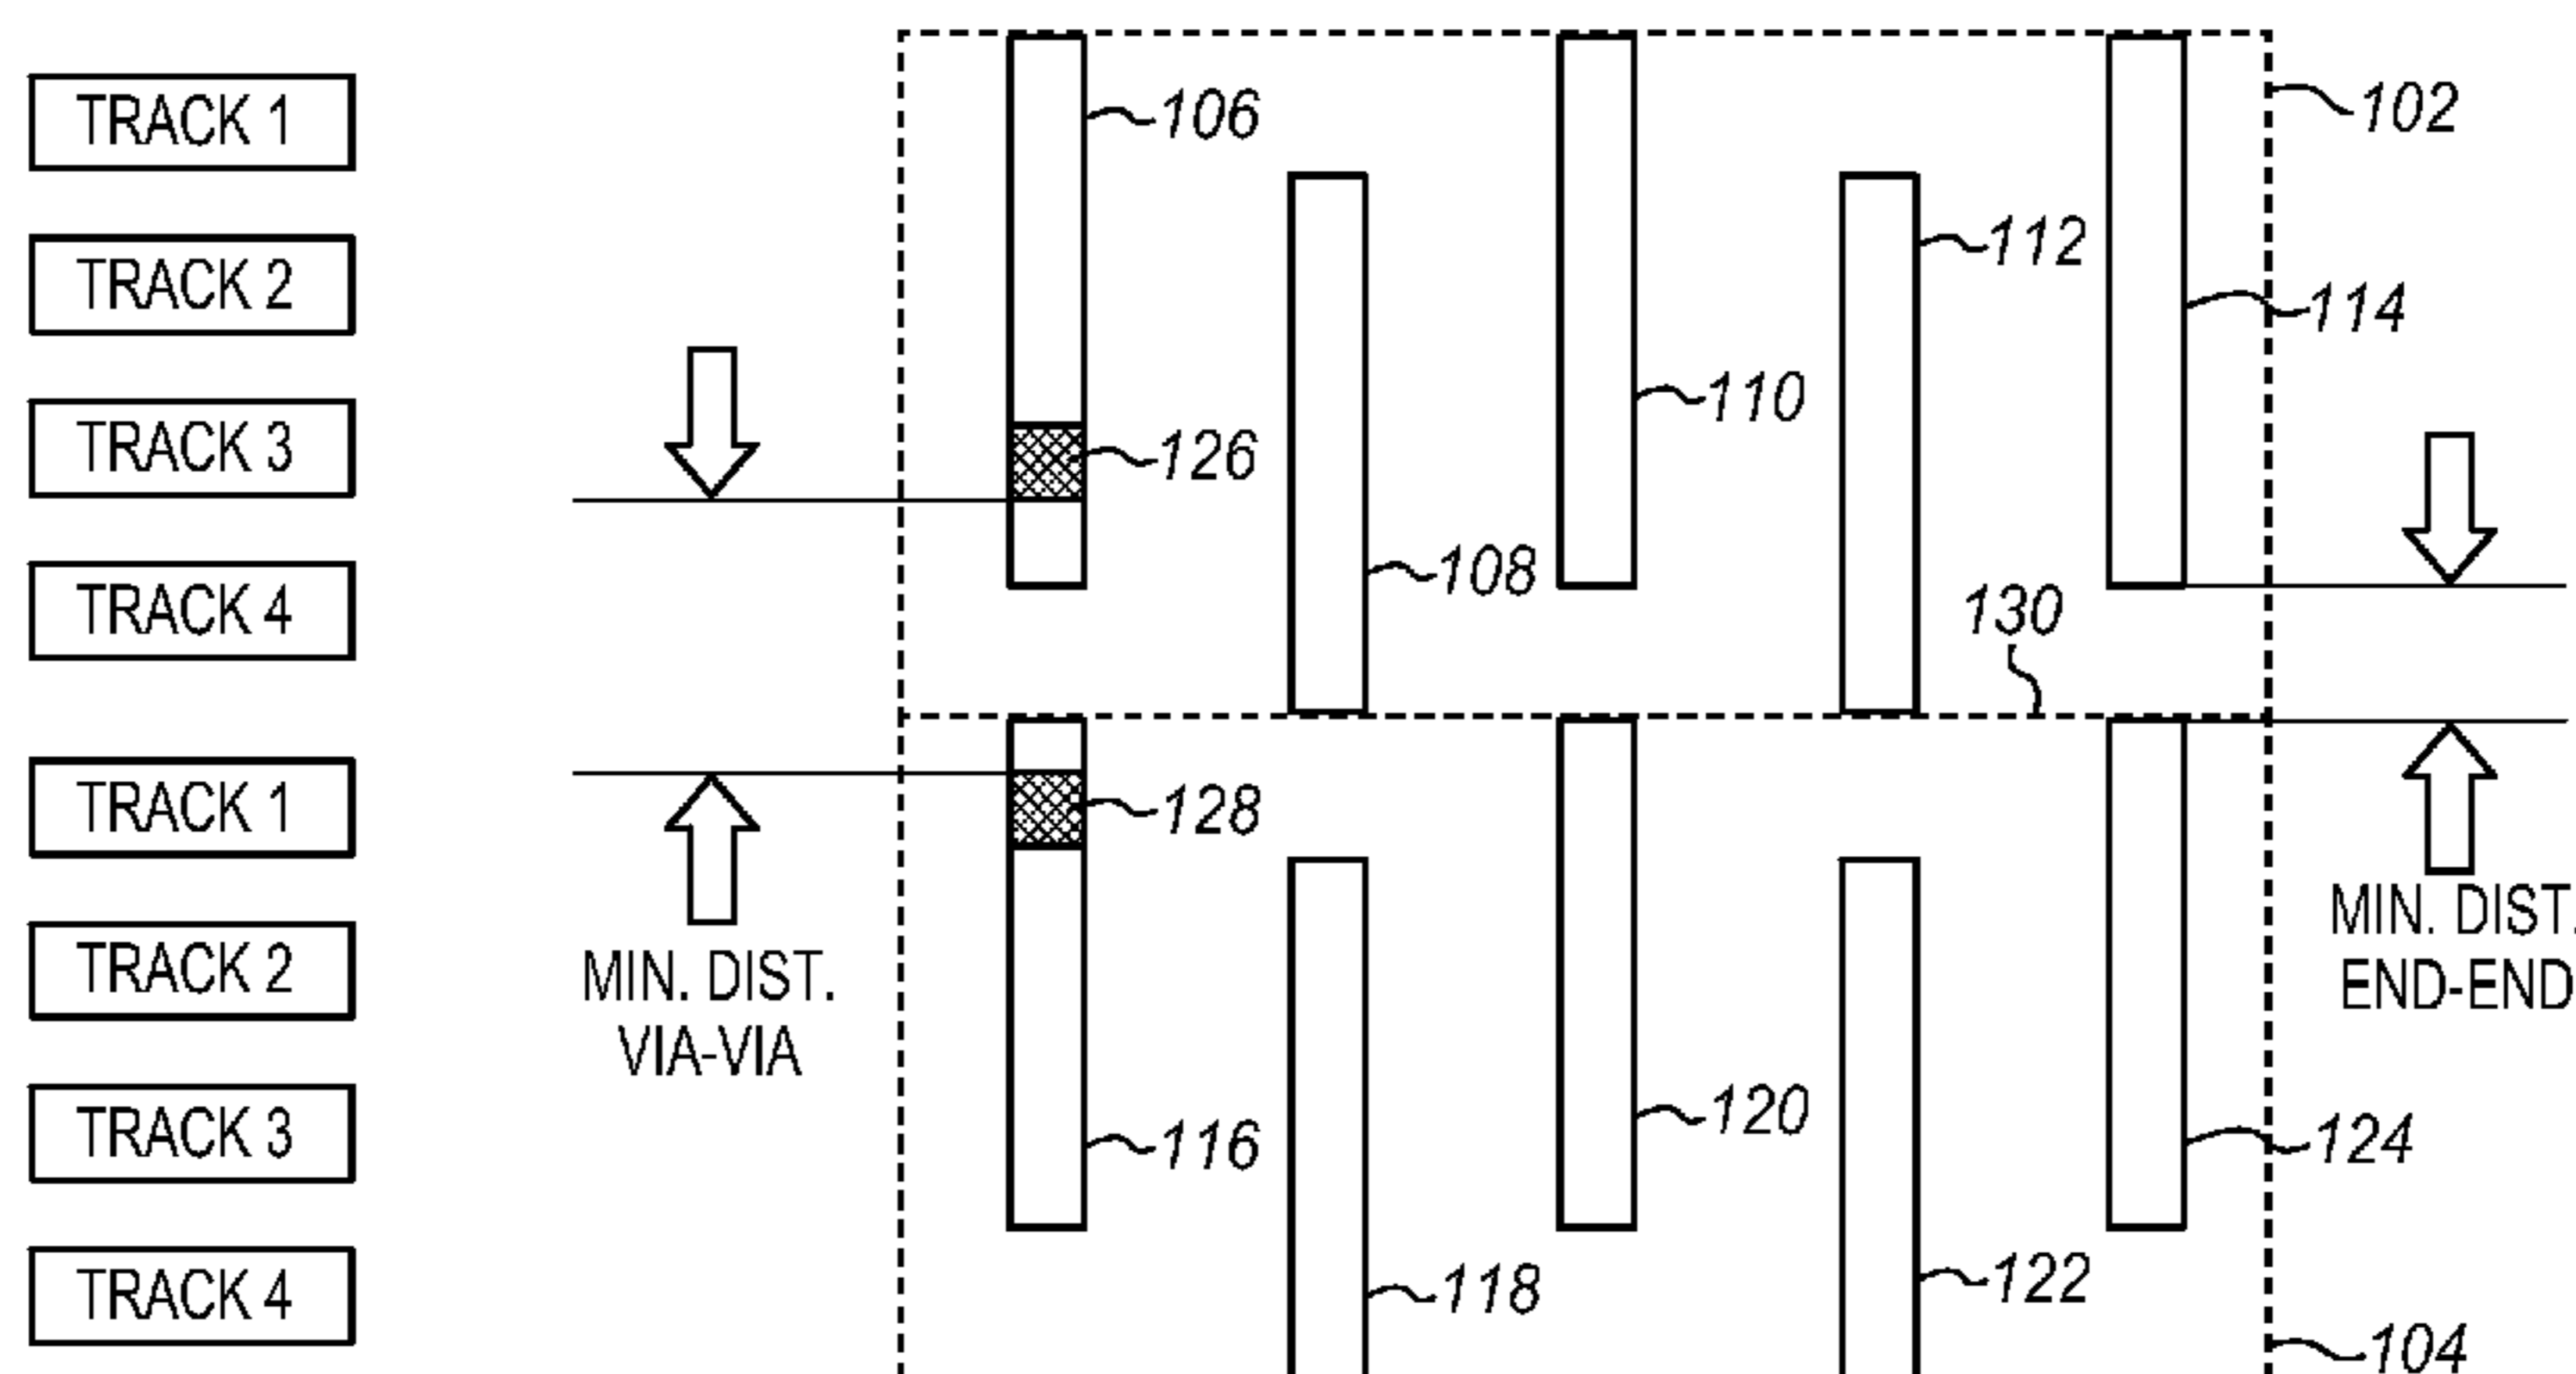 TRACK 1
106
102
TRACK 2
112
114
TRACK 3
126
110
TRACK 4
108
130
TRACK 1
128
TRACK 2
MIN. DIST.
VIA-VIA
MIN. DIST.
END-END
TRACK 3
116
120
124
TRACK 4
118
122
104